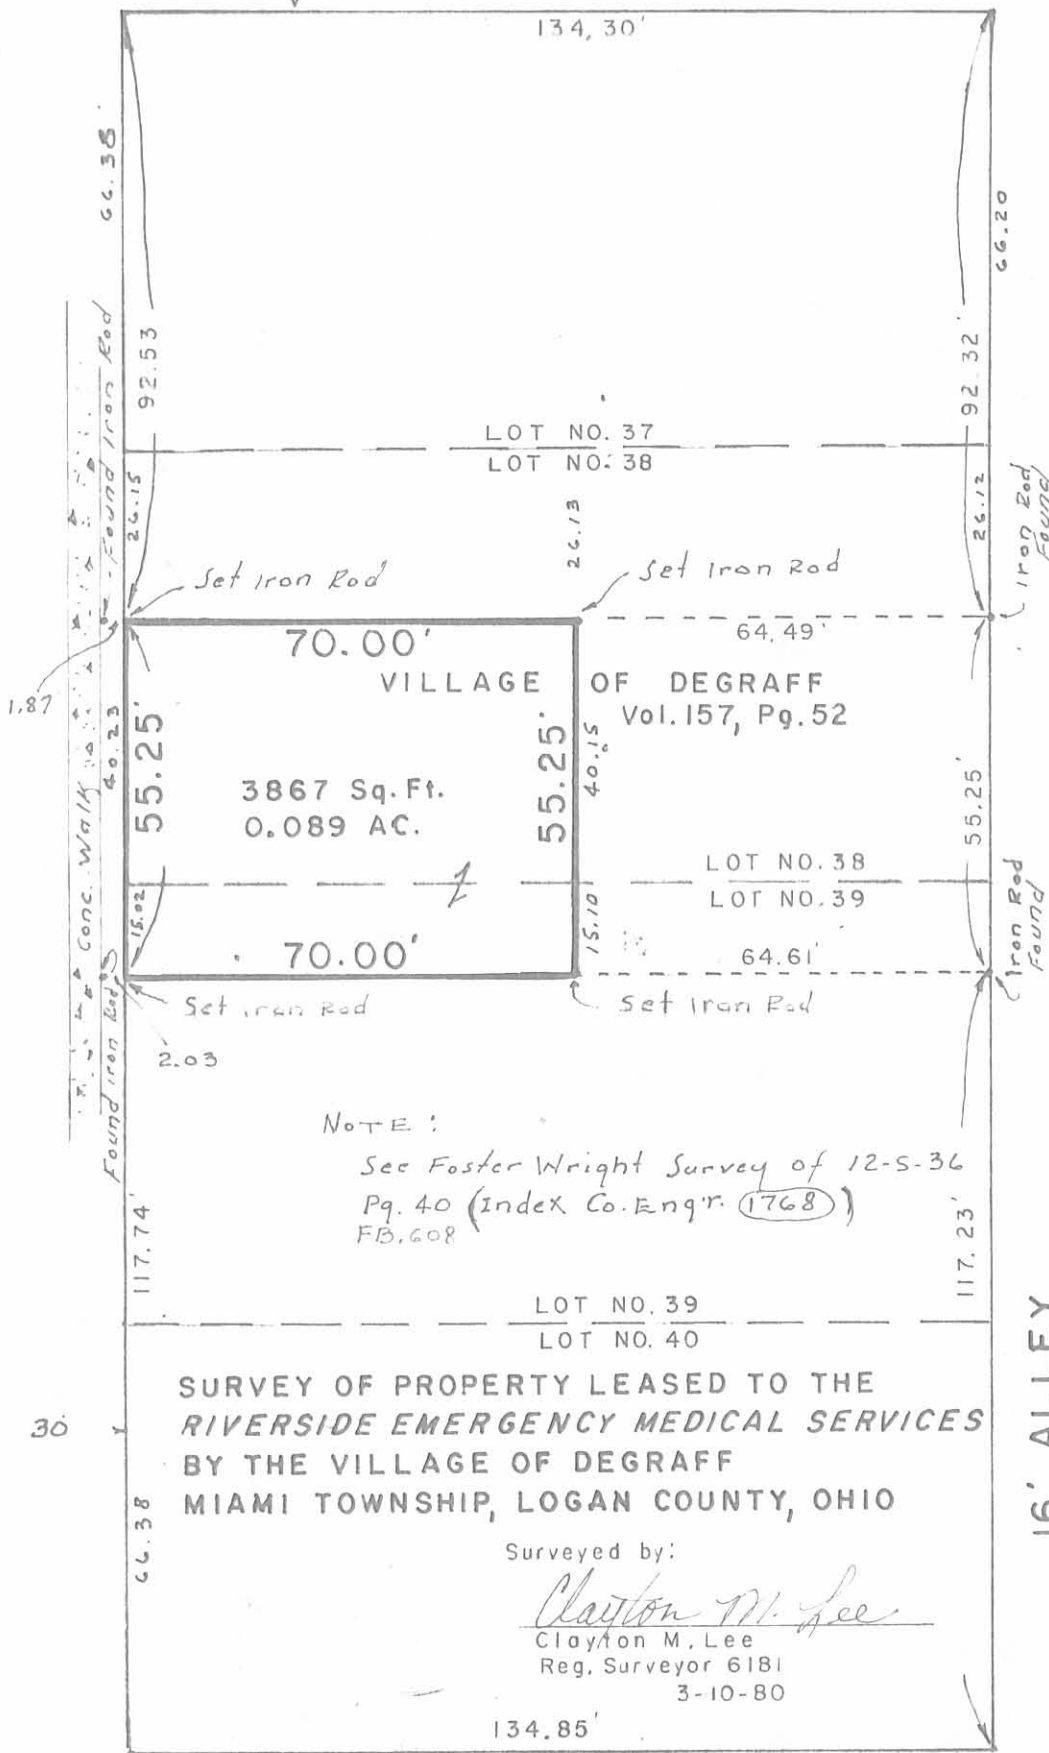 134.30'
66.38
66.20
92.53
92.32'
Found Iron Rod
LOT NO. 37
LOT NO. 38
26.15
26.13
26.12
Iron Rod
Found
Set Iron Rod
Set Iron Rod
70.00'
64.49'
VILLAGE OF DEGRAFF
Vol. 157, Pg. 52
1.87
40.23
55.25'
55.25'
40.15
55.25'
3867 Sq. Ft.
0.089 AC.
Conc. Walk
LOT NO. 38
LOT NO. 39
15.02
15.10'
Iron Rod
Found
70.00'
64.61'
Set Iron Rod
Set Iron Rod
Found Iron Rod
2.03
NOTE:
See Foster Wright Survey of 12-5-36
Pg. 40 (Index Co. Engr. 1768)
FB. 608
117.74'
117.23'
LOT NO. 39
LOT NO. 40
SURVEY OF PROPERTY LEASED TO THE
RIVERSIDE EMERGENCY MEDICAL SERVICES
BY THE VILLAGE OF DEGRAFF
MIAMI TOWNSHIP, LOGAN COUNTY, OHIO
30
66.38
16' ALLEY
Surveyed by:
Clayton M. Lee
Clayton M. Lee
Reg. Surveyor 6181
3-10-80
134.85'